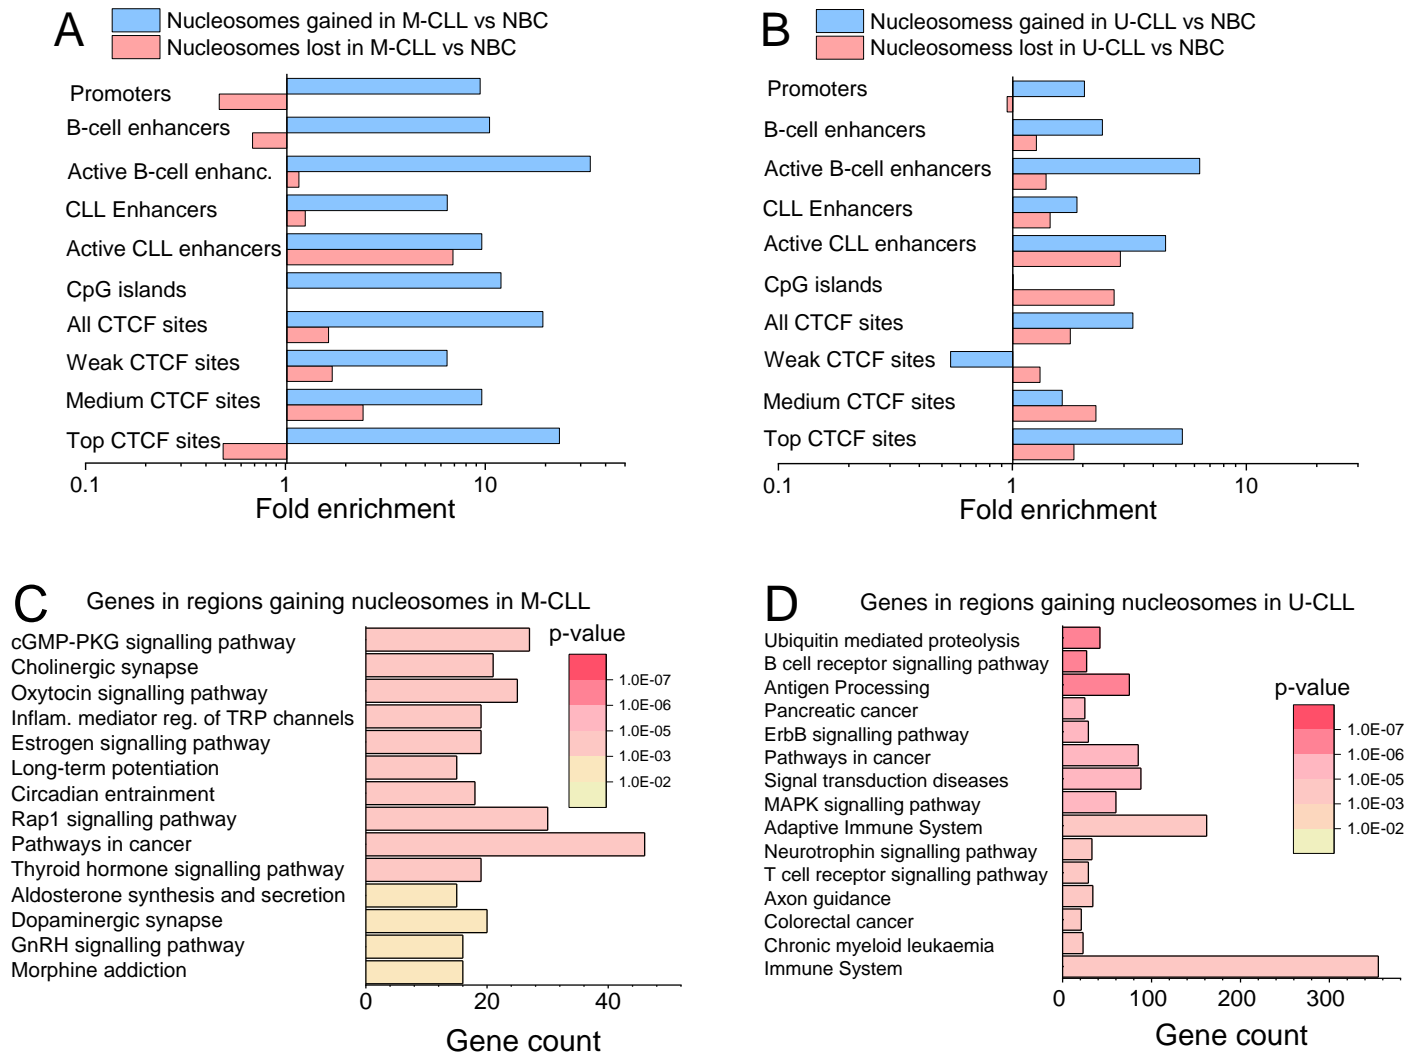 A
Nucleosomes gained in M-CLL vs NBC
Nucleosomes lost in M-CLL vs NBC
Promoters
B-cell enhancers
Active B-cell enhanc.
CLL Enhancers
Active CLL enhancers
CpG islands
All CTCF sites
Weak CTCF sites
Medium CTCF sites
Top CTCF sites
0.1 1 10
Fold enrichment
B
Nucleosomess gained in U-CLL vs NBC
Nucleosomess lost in U-CLL vs NBC
Promoters
B-cell enhancers
Active B-cell enhancers
CLL Enhancers
Active CLL enhancers
CpG islands
All CTCF sites
Weak CTCF sites
Medium CTCF sites
Top CTCF sites
0.1 1 10
Fold enrichment
C
Genes in regions gaining nucleosomes in M-CLL
cGMP-PKG signalling pathway
Cholinergic synapse
Oxytocin signalling pathway
Inflam. mediator reg. of TRP channels
Estrogen signalling pathway
Long-term potentiation
Circadian entrainment
Rap1 signalling pathway
Pathways in cancer
Thyroid hormone signalling pathway
Aldosterone synthesis and secretion
Dopaminergic synapse
GnRH signalling pathway
Morphine addiction
p-value
1.0E-07
1.0E-06
1.0E-05
1.0E-03
1.0E-02
0 20 40
Gene count
D
Genes in regions gaining nucleosomes in U-CLL
Ubiquitin mediated proteolysis
B cell receptor signalling pathway
Antigen Processing
Pancreatic cancer
ErbB signalling pathway
Pathways in cancer
Signal transduction diseases
MAPK signalling pathway
Adaptive Immune System
Neurotrophin signalling pathway
T cell receptor signalling pathway
Axon guidance
Colorectal cancer
Chronic myeloid leukaemia
Immune System
p-value
1.0E-07
1.0E-06
1.0E-05
1.0E-03
1.0E-02
0 100 200 300
Gene count